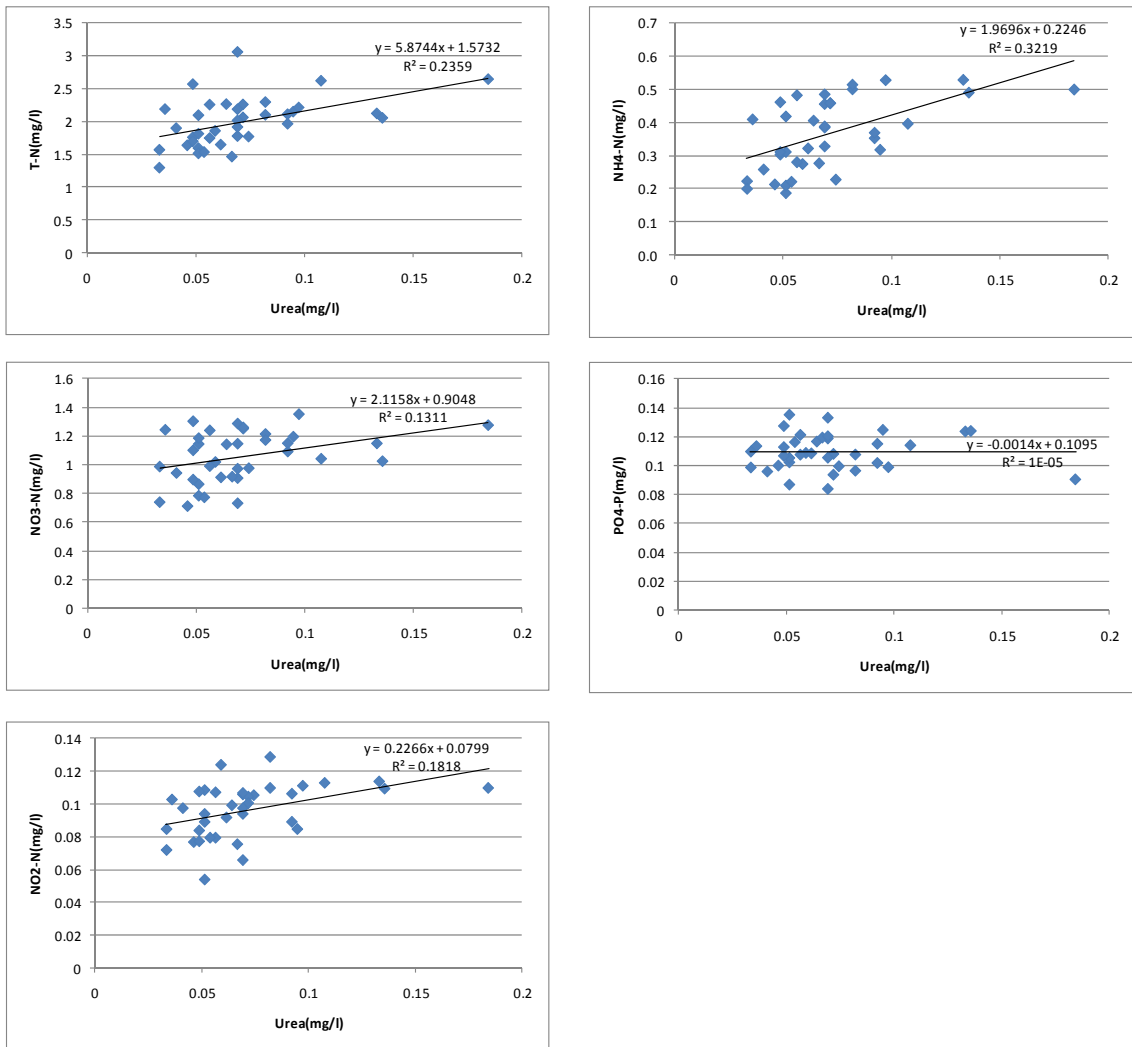 3.5
3
2.5
2
1.5
1
0.5
0
T-N(mg/l)
y = 5.8744x + 1.5732
R² = 0.2359
0 0.05 0.1 0.15 0.2
Urea(mg/l)
0.7
0.6
0.5
0.4
0.3
0.2
0.1
0.0
NH4-N(mg/l)
y = 1.9696x + 0.2246
R² = 0.3219
0 0.05 0.1 0.15 0.2
Urea(mg/l)
1.6
1.4
1.2
1
0.8
0.6
0.4
0.2
0
NO3-N(mg/l)
y = 2.1158x + 0.9048
R² = 0.1311
0 0.05 0.1 0.15 0.2
Urea(mg/l)
0.16
0.14
0.12
0.1
0.08
0.06
0.04
0.02
0
PO4-P(mg/l)
y = -0.0014x + 0.1095
R² = 1E-05
0 0.05 0.1 0.15 0.2
Urea(mg/l)
0.14
0.12
0.1
0.08
0.06
0.04
0.02
0
NO2-N(mg/l)
y = 0.2266x + 0.0799
R² = 0.1818
0 0.05 0.1 0.15 0.2
Urea(mg/l)